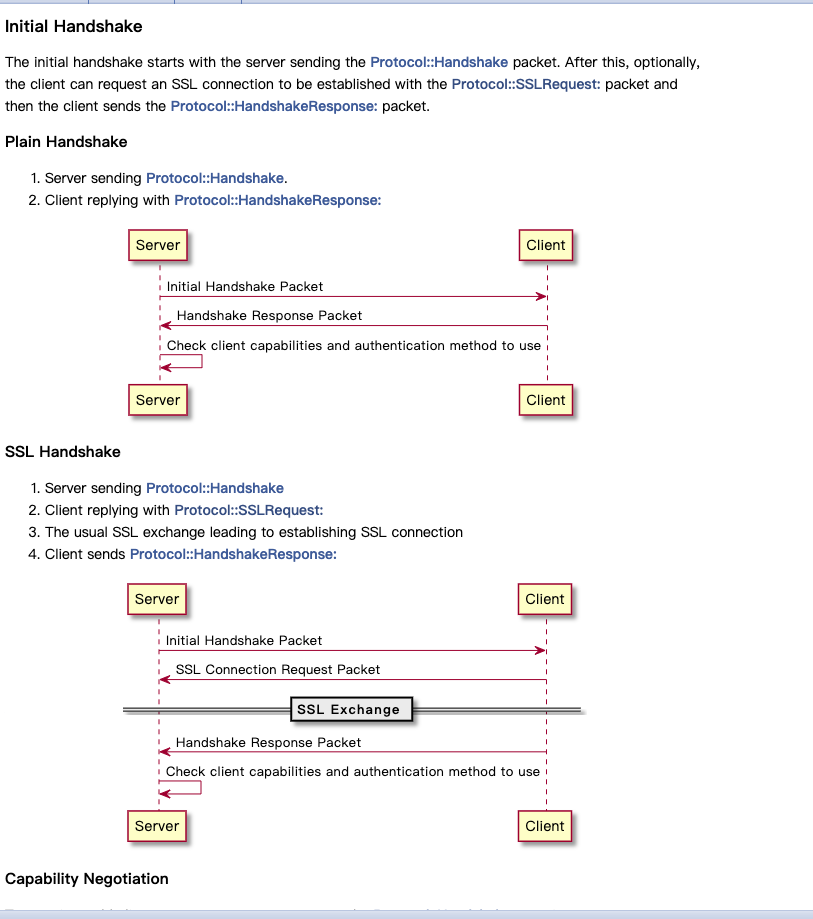 Initial Handshake
The initial handshake starts with the server sending the Protocol::Handshake packet. After this, optionally,
the client can request an SSL connection to be established with the Protocol::SSLRequest: packet and
then the client sends the Protocol::HandshakeResponse: packet.
Plain Handshake
1. Server sending Protocol::Handshake.
2. Client replying with Protocol::HandshakeResponse:
Server Client
Initial Handshake Packet
Handshake Response Packet
Check client capabilities and authentication method to use
Server Client
SSL Handshake
1. Server sending Protocol::Handshake
2. Client replying with Protocol::SSLRequest:
3. The usual SSL exchange leading to establishing SSL connection
4. Client sends Protocol::HandshakeResponse:
Server Client
Initial Handshake Packet
SSL Connection Request Packet
SSL Exchange
Handshake Response Packet
Check client capabilities and authentication method to use
Server Client
Capability Negotiation